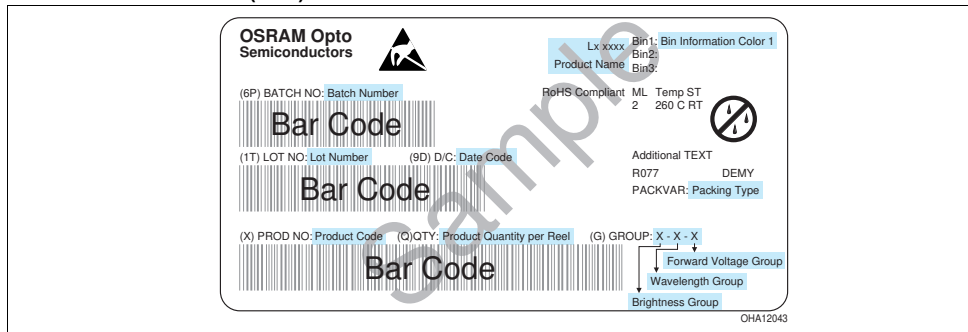 OSRAM Opto
Semiconductors
Lx xxxx
Product Name
Bin1: Bin Information Color 1
Bin2:
Bin3:
(6P) BATCH NO: Batch Number
Bar Code
RoHS Compliant
ML Temp ST
2 260 C RT
(1T) LOT NO: Lot Number (9D) D/C: Date Code
Bar Code
Additional TEXT
R077 DEMY
PACKVAR: Packing Type
(X) PROD NO: Product Code (Q)QTY: Product Quantity per Reel (G) GROUP: X - X - X
Bar Code
Forward Voltage Group
Wavelength Group
Brightness Group
Sample
OHA12043